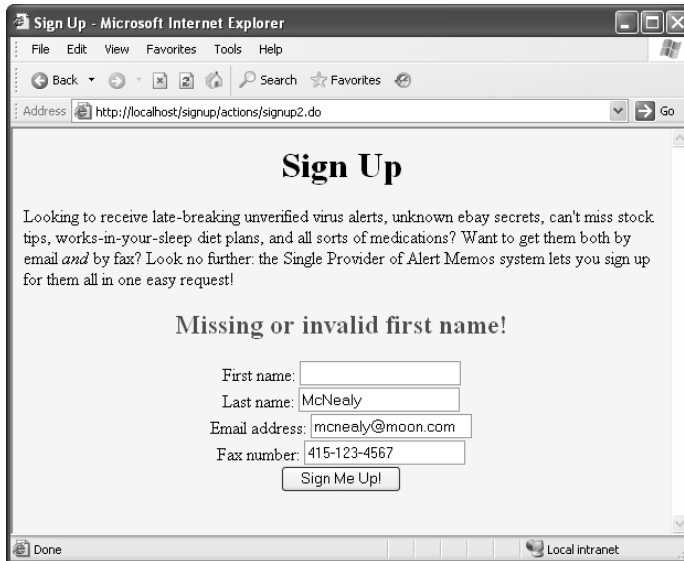 Sign Up - Microsoft Internet Explorer
File Edit View Favorites Tools Help
Back Search Favorites
Address http://localhost/signup/actions/signup2.do Go
Sign Up
Looking to receive late-breaking unverified virus alerts, unknown ebay secrets, can't miss stock
tips, works-in-your-sleep diet plans, and all sorts of medications? Want to get them both by
email and by fax? Look no further: the Single Provider of Alert Memos system lets you sign up
for them all in one easy request!
Missing or invalid first name!
First name:
Last name: McNealy
Email address: mcnealy@moon.com
Fax number: 415-123-4567
Sign Me Up!
Done Local intranet